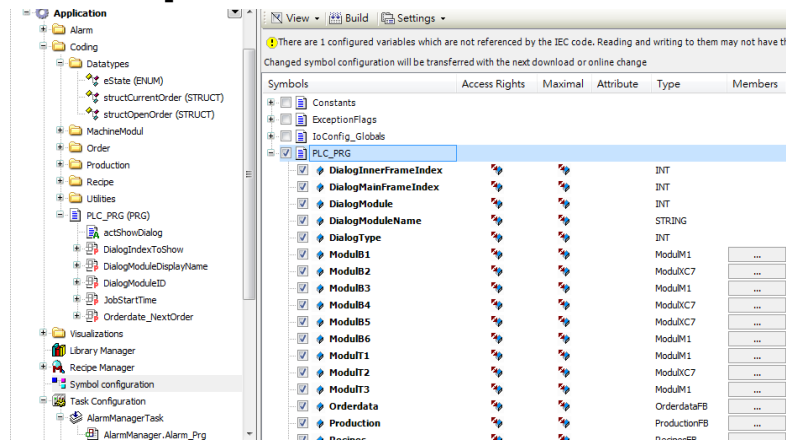 Application
Alarm
Coding
Datatypes
eState (ENUM)
structCurrentOrder (STRUCT)
structOpenOrder (STRUCT)
MachineModul
Order
Production
Recipe
Utilities
PLC_PRG (PRG)
actShowDialog
DialogIndexToShow
DialogModuleDisplayName
DialogModuleID
JobStartTime
Orderdate_NextOrder
Visualizations
Library Manager
Recipe Manager
Symbol configuration
Task Configuration
AlarmManagerTask
AlarmManager.Alarm_Prg
View Build Settings
There are 1 configured variables which are not referenced by the IEC code. Reading and writing to them may not have th
Changed symbol configuration will be transferred with the next download or online change
Symbols Access Rights Maximal Attribute Type Members
Constants
ExceptionFlags
IoConfig_Globals
PLC_PRG
DialogInnerFrameIndex INT
DialogMainFrameIndex INT
DialogModule INT
DialogModuleName STRING
DialogType INT
ModulB1 ModulM1 ...
ModulB2 ModulXC7 ...
ModulB3 ModulM1 ...
ModulB4 ModulXC7 ...
ModulB5 ModulXC7 ...
ModulB6 ModulM1 ...
ModulT1 ModulM1 ...
ModulT2 ModulXC7 ...
ModulT3 ModulM1 ...
Orderdata OrderdataFB ...
Production ProductionFB ...